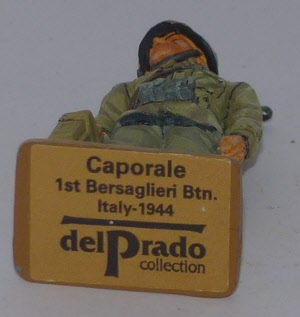 Caporale
1st Bersaglieri Btn.
Italy-1944
delPrado
collection